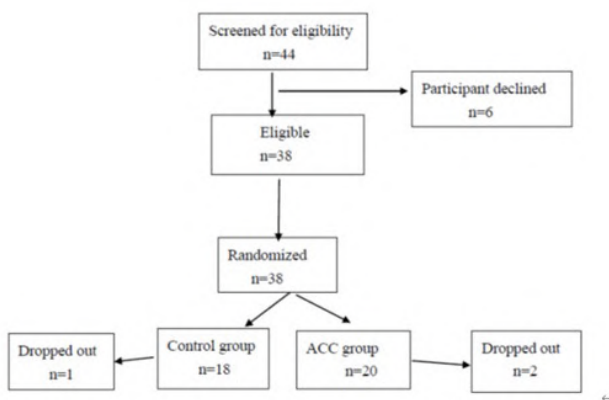 Screened for eligibility
n=44
Participant declined
n=6
Eligible
n=38
Randomized
n=38
Dropped out
n=1
Control group
n=18
ACC group
n=20
Dropped out
n=2